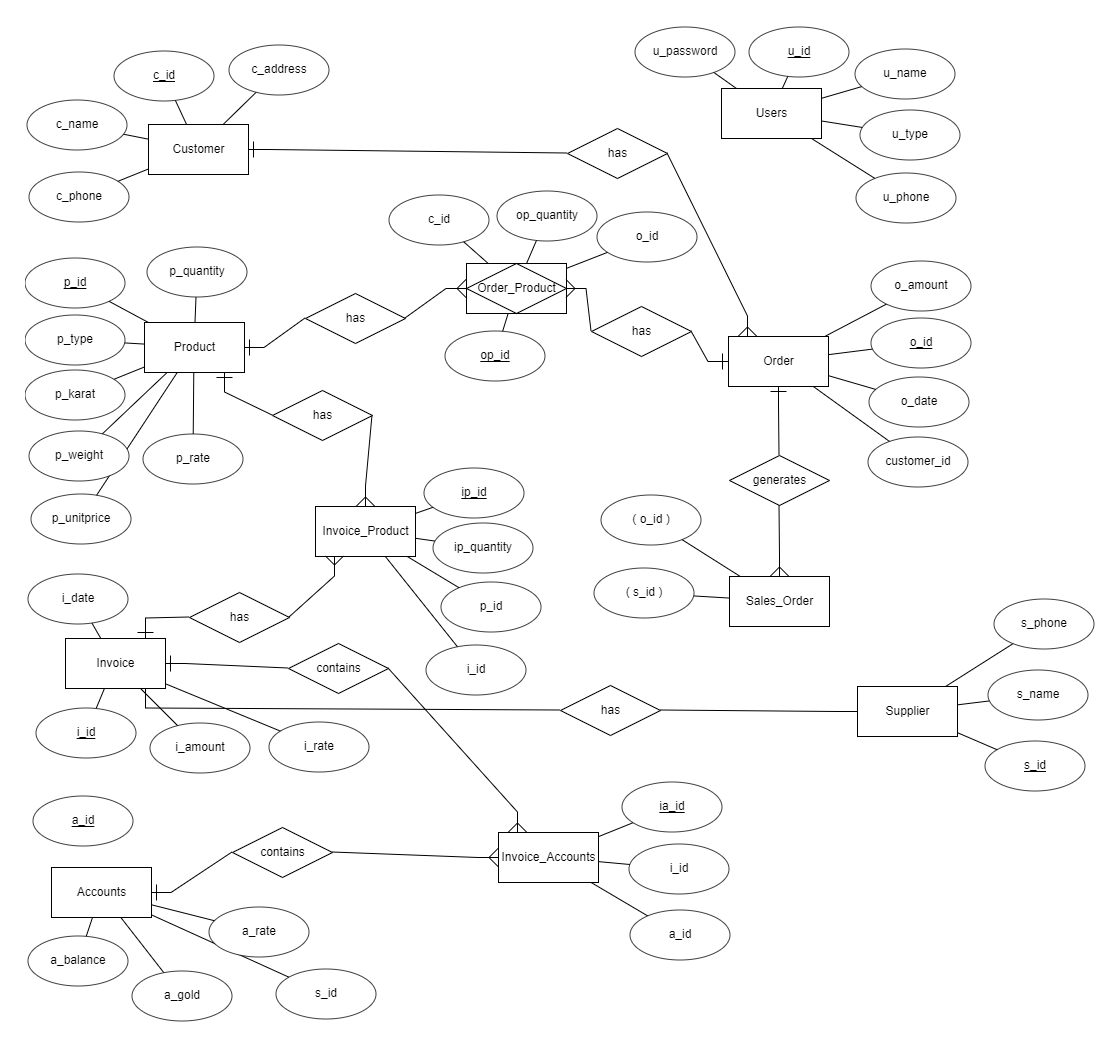 u_password
u_id
c_id
c_address
u_name
Users
c_name
u_type
Customer
has
c_phone
u_phone
c_id
op_quantity
o_id
p_quantity
p_id
Order_Product
o_amount
has
has
p_type
o_id
Product
Order
p_karat
o_date
has
p_weight
p_rate
customer_id
generates
ip_id
p_unitprice
( o_id )
Invoice_Product
ip_quantity
i_date
( s_id )
Sales_Order
p_id
has
s_phone
Invoice
contains
i_id
s_name
has
Supplier
i_id
i_amount
i_rate
s_id
ia_id
a_id
contains
Invoice_Accounts
i_id
Accounts
a_rate
a_id
a_balance
a_gold
s_id